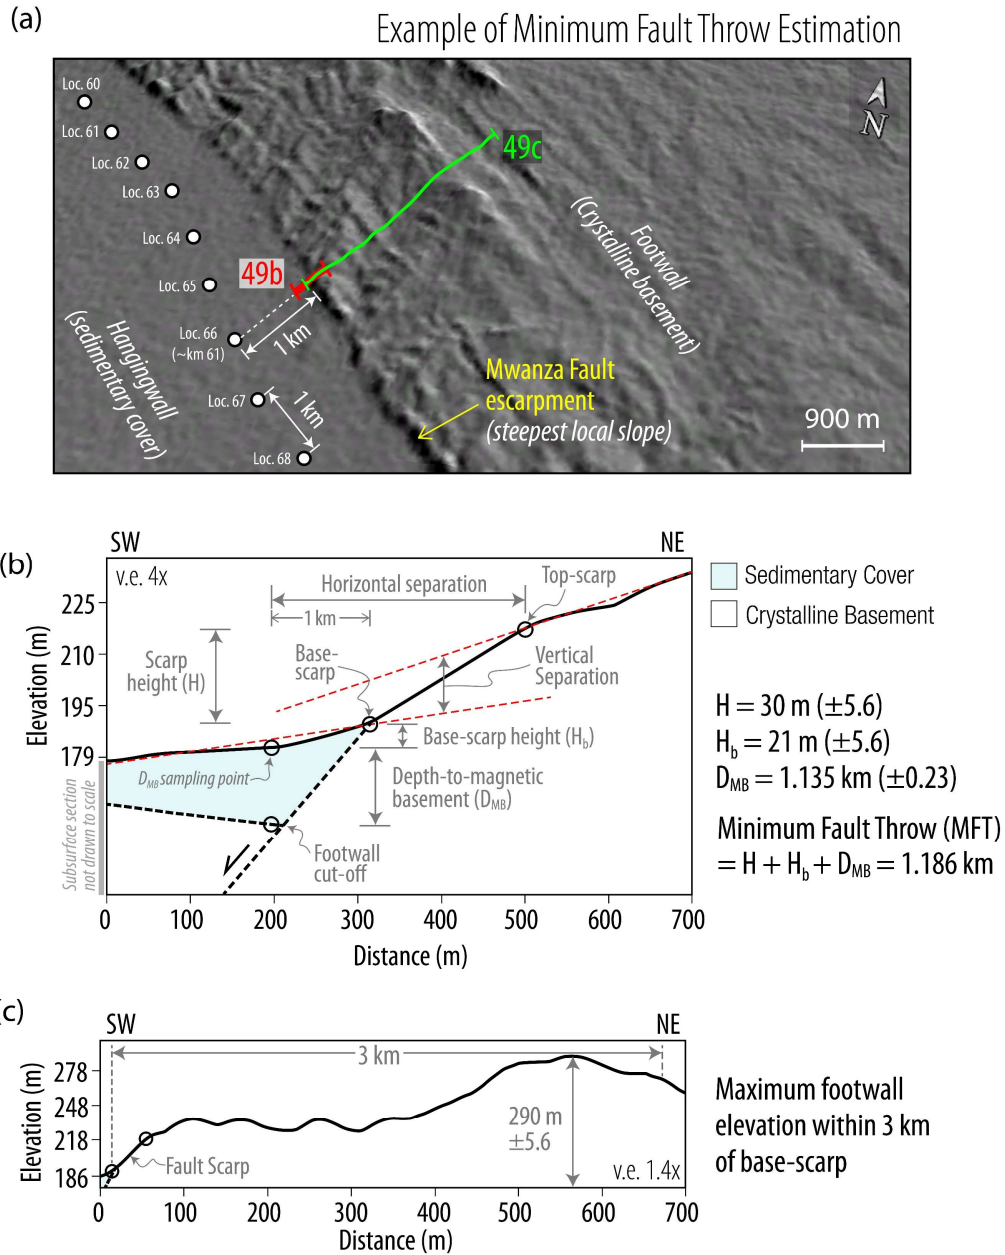 (a)
Example of Minimum Fault Throw Estimation
Loc. 60
Loc. 61
Loc. 62
Loc. 63
Loc. 64
Loc. 65
Loc. 66
(~km 61)
Loc. 67
Loc. 68
N
49c
49b
1 km
1 km
Hangingwall
(sedimentary cover)
Footwall
(Crystalline basement)
Mwanza Fault
escarpment
(steepest local slope)
900 m
(b)
SW
NE
v.e. 4x
Elevation (m)
225
210
195
179
Horizontal separation
1 km
Top-scarp
Scarp
height (H)
Base-
scarp
Vertical
Separation
Base-scarp height (Hb)
DMB sampling point
Depth-to-magnetic
basement (DMB)
Footwall
cut-off
Subsurface section
not drawn to scale
0
100
200
300
400
500
600
700
Distance (m)
Sedimentary Cover
Crystalline Basement
H = 30 m (±5.6)
Hb = 21 m (±5.6)
DMB = 1.135 km (±0.23)
Minimum Fault Throw (MFT)
= H + Hb + DMB = 1.186 km
(c)
SW
NE
Elevation (m)
278
248
218
186
3 km
Fault Scarp
290 m
±5.6
v.e. 1.4x
0
100
200
300
400
500
600
700
Distance (m)
Maximum footwall
elevation within 3 km
of base-scarp